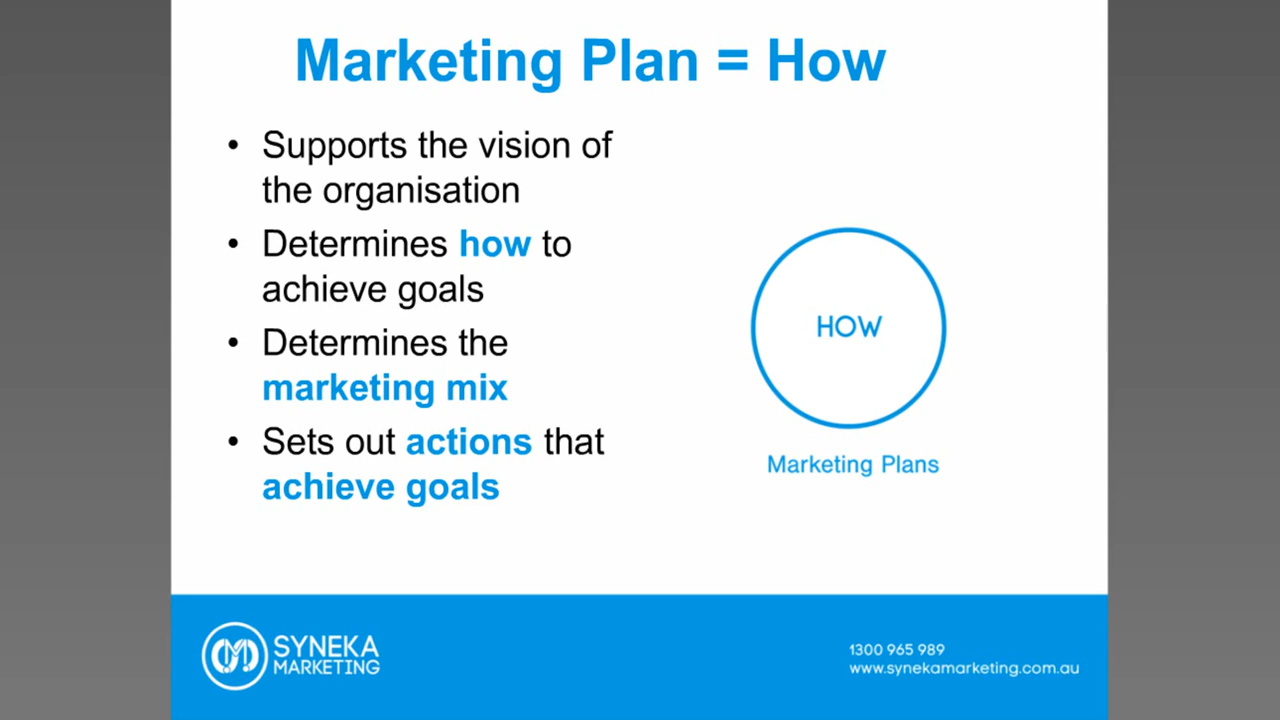 Marketing Plan = How
• Supports the vision of
the organisation
• Determines how to
achieve goals
• Determines the
marketing mix
• Sets out actions that
achieve goals
HOW
Marketing Plans
SYNEKA
MARKETING
1300 965 989
www.synekamarketing.com.au